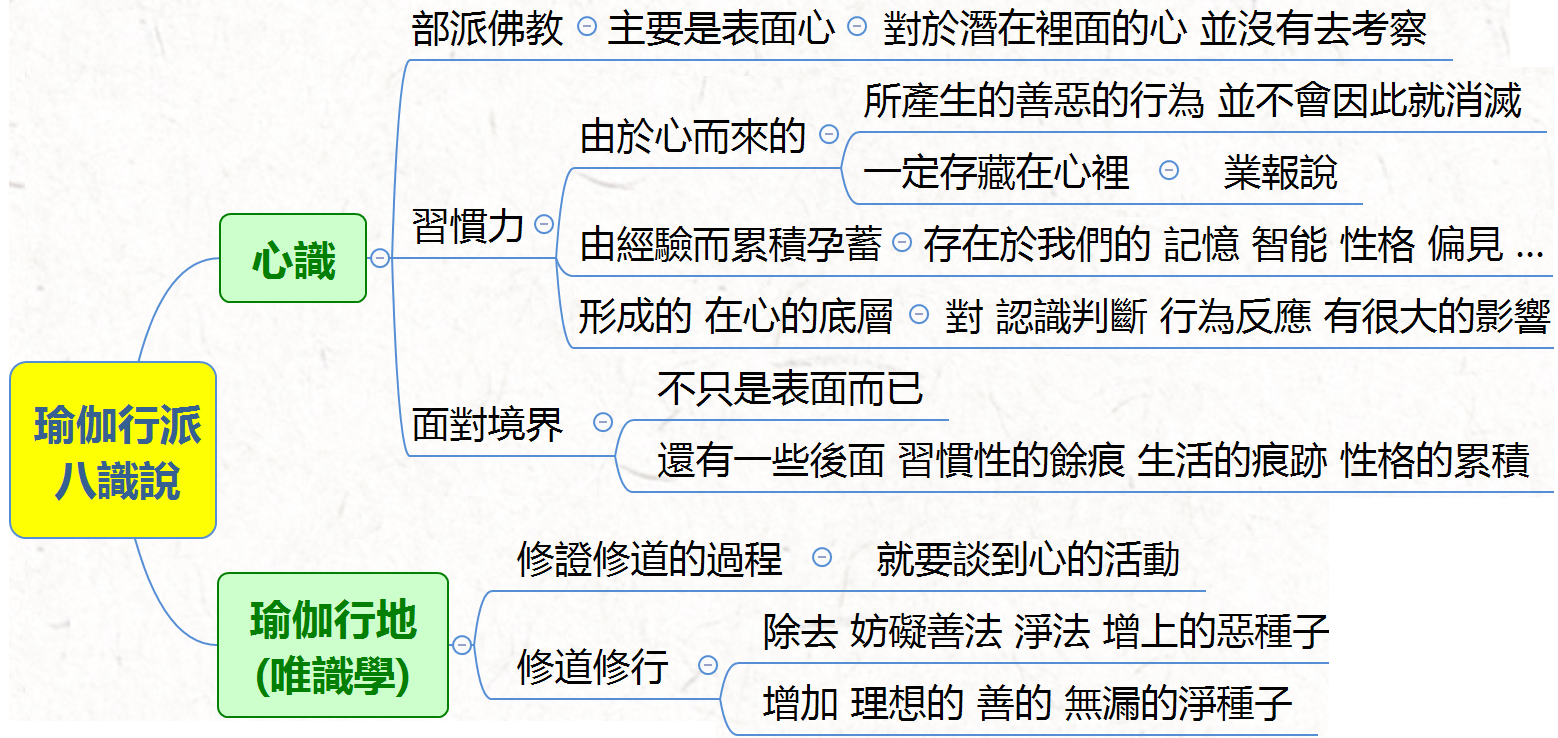 部派佛教 主要是表面心 對於潛在裡面的心 並沒有去考察
所產生的善惡的行為 並不會因此就消滅
由於心而來的
一定存藏在心裡 業報說
習慣力
心識
由經驗而累積孕蓄 存在於我們的 記憶 智能 性格 偏見 ...
形成的 在心的底層 對 認識判斷 行為反應 有很大的影響
不只是表面而已
面對境界
還有一些後面 習慣性的餘痕 生活的痕跡 性格的累積
瑜伽行派
八識說
修證修道的過程 就要談到心的活動
瑜伽行地
(唯識學)
除去 妨礙善法 淨法 增上的惡種子
修道修行
增加 理想的 善的 無漏的淨種子